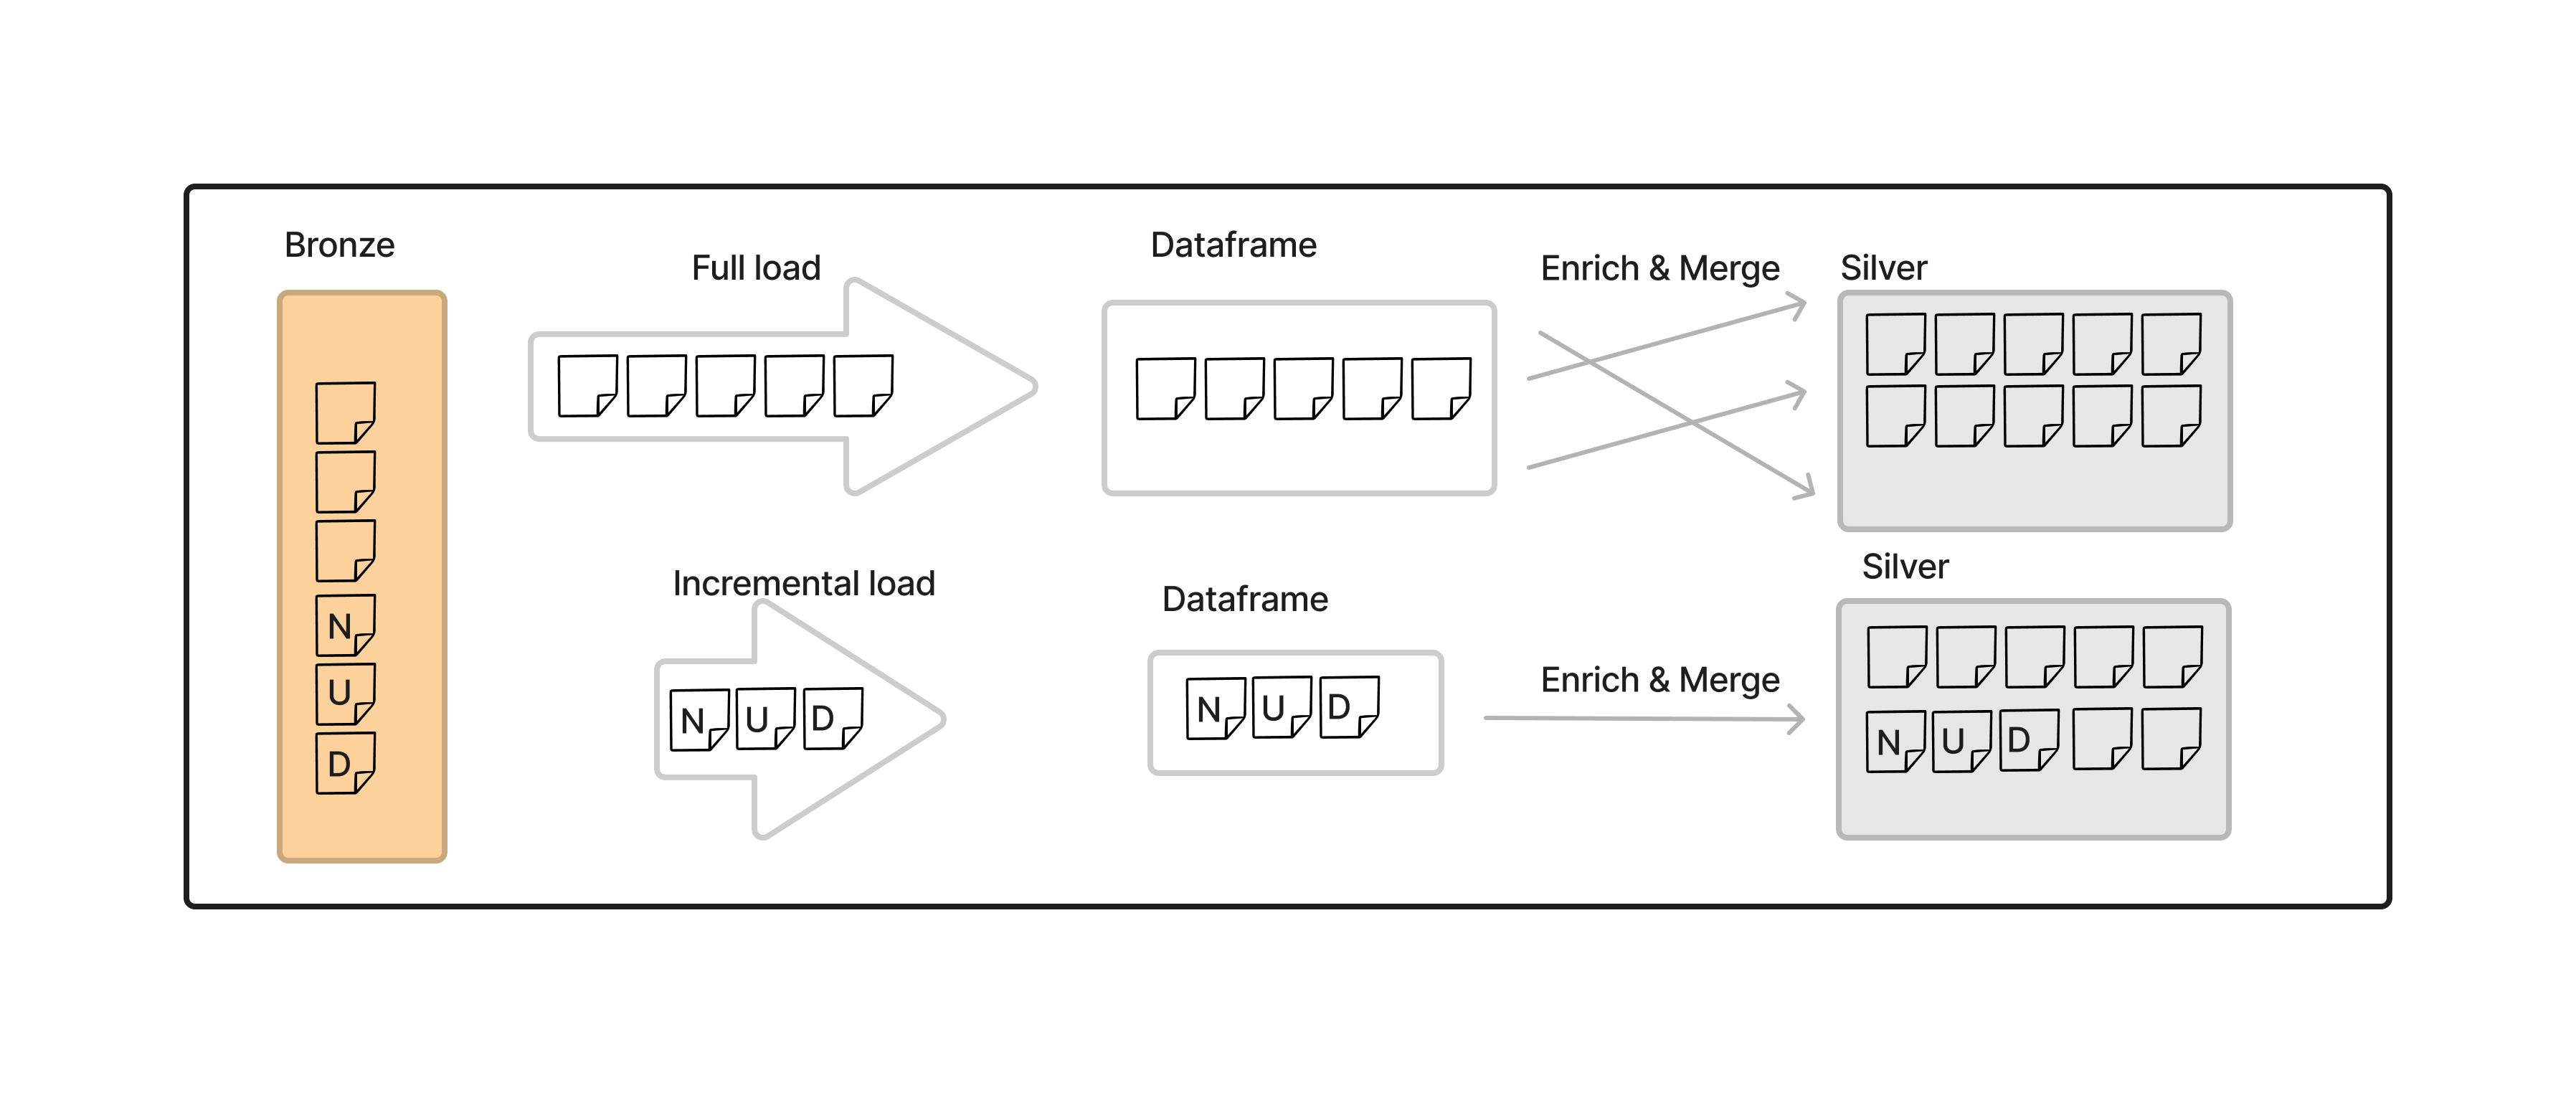 Bronze
Full load
Dataframe
Enrich & Merge
Silver
N
U
D
Incremental load
N U D
Dataframe
N U D
Enrich & Merge
Silver
N U D